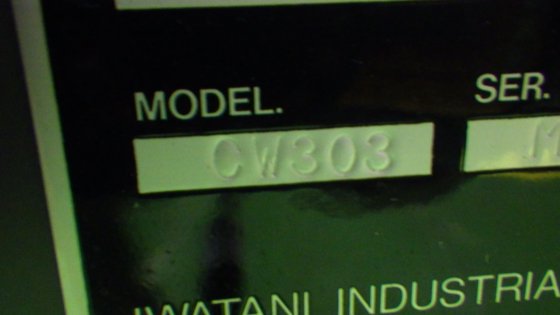 MODEL. SER.
CW303 M
IWATANI INDUSTRIA